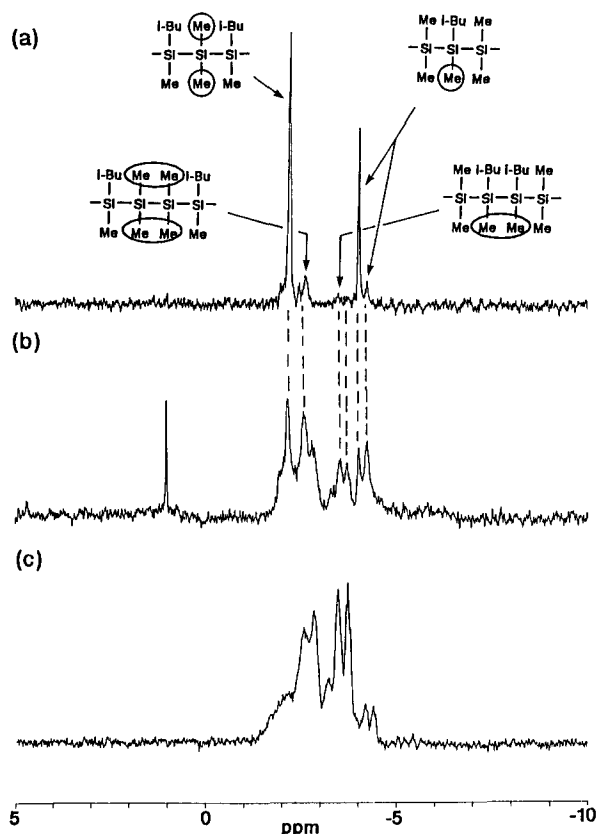 (a)
i-Bu Me i-Bu
Si Si Si
Me Me Me
Me i-Bu Me
Si Si Si
Me Me Me
i-Bu Me Me i-Bu
Si Si Si Si
Me Me Me Me
Me i-Bu i-Bu Me
Si Si Si Si
Me Me Me Me
(b)
(c)
5 0 -5 -10
ppm